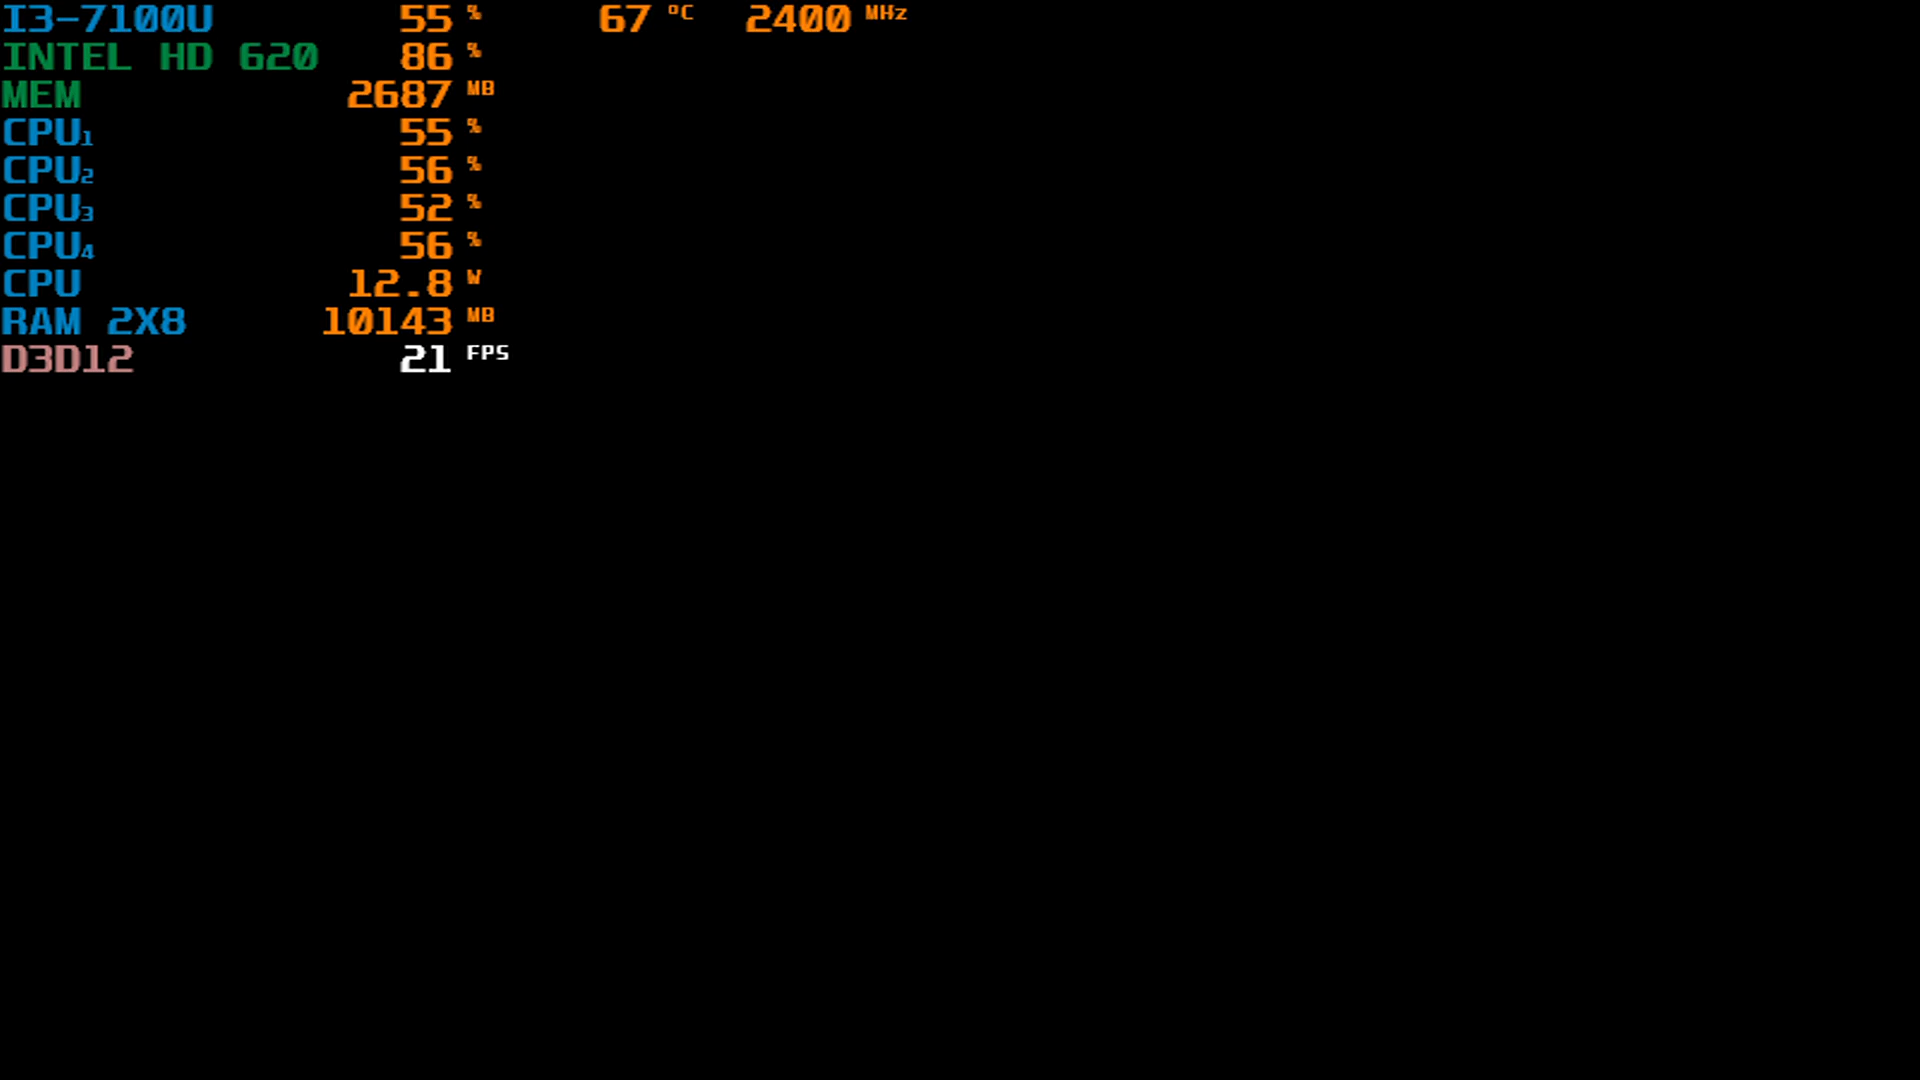 I3-7100U 55 % 67 °C 2400 MHz
INTEL HD 620 86 %
MEM 2687 MB
CPU₁ 55 %
CPU₂ 56 %
CPU₃ 52 %
CPU₄ 56 %
CPU 12.8 W
RAM 2X8 10143 MB
D3D12 21 FPS